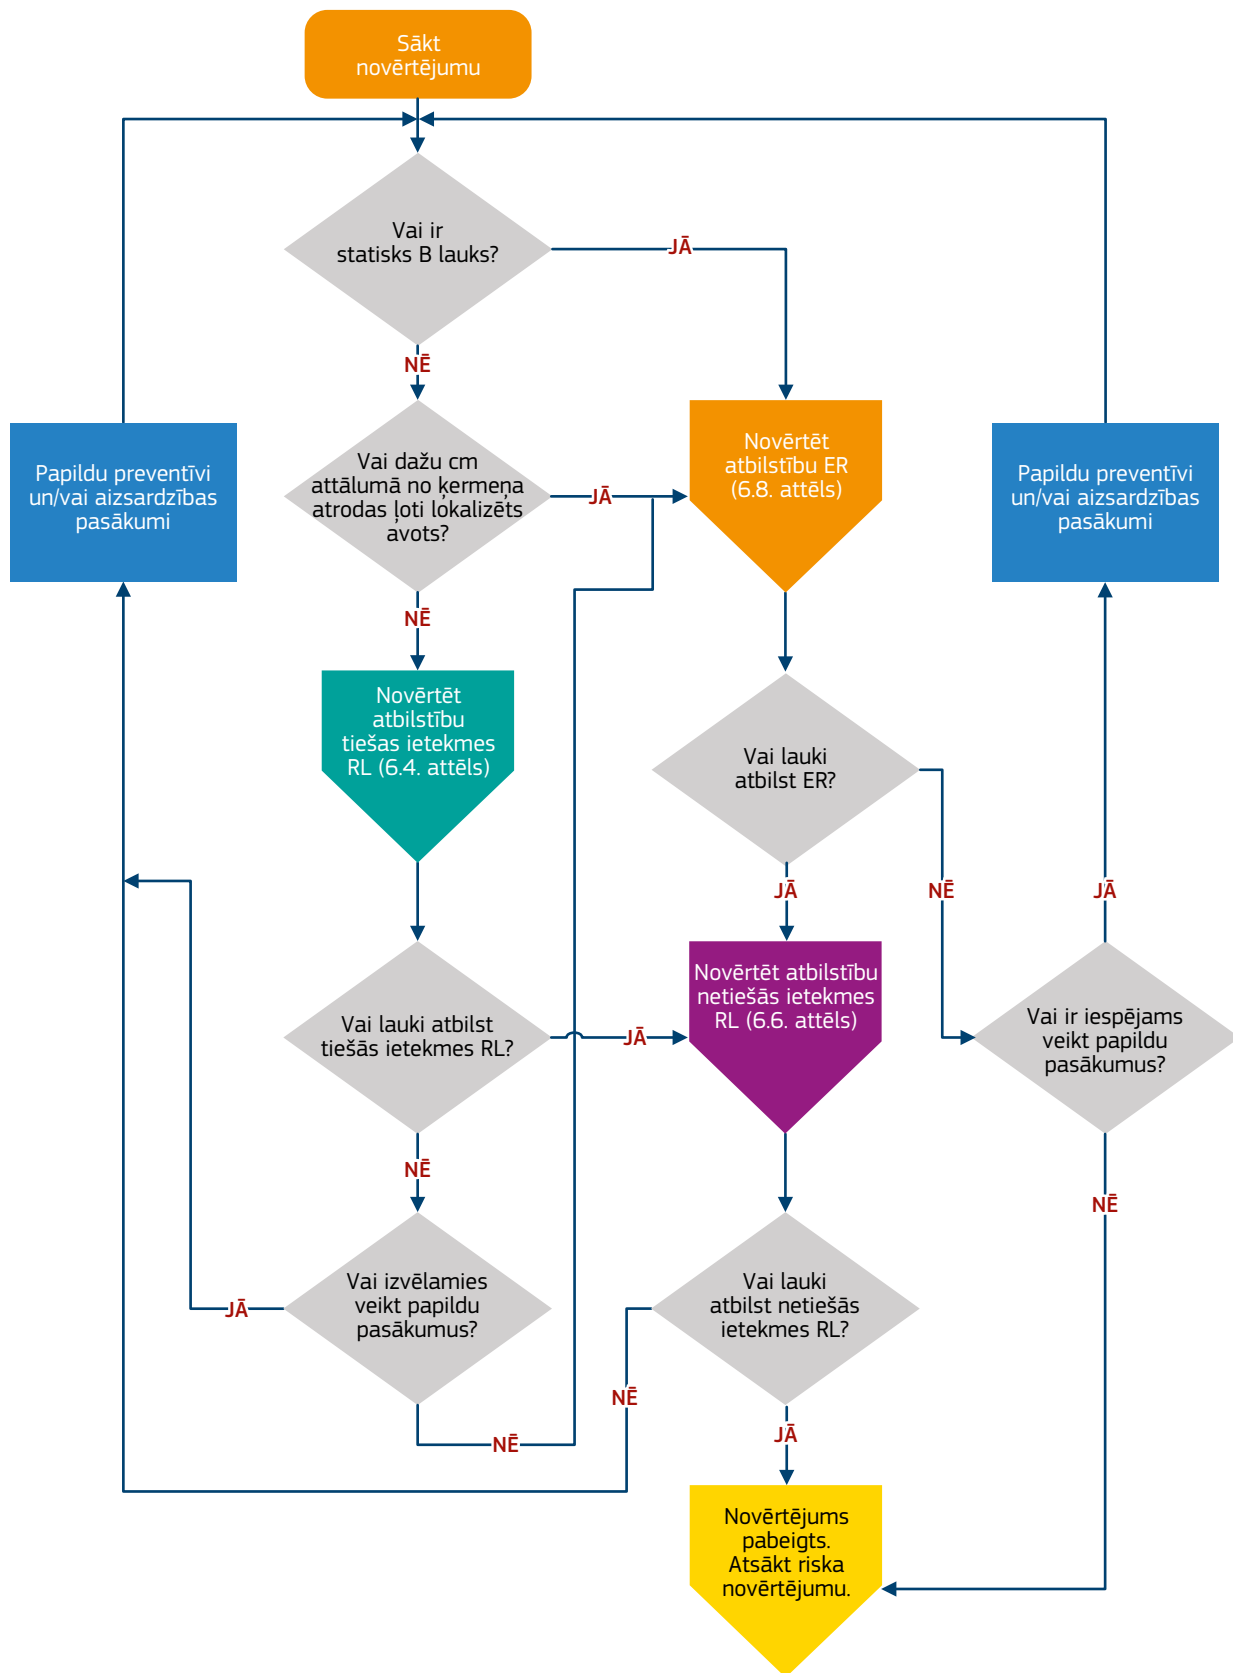 Sākt
novērtējumu
Vai ir
statisks B lauks?
JĀ
NĒ
Papildu preventīvi
un/vai aizsardzības
pasākumi
Vai dažu cm
attālumā no ķermeņa
atrodas ļoti lokalizēts
avots?
JĀ
Novērtēt
atbilstību ER
(6.8. attēls)
Papildu preventīvi
un/vai aizsardzības
pasākumi
NĒ
Novērtēt
atbilstību
tiešas ietekmes
RL (6.4. attēls)
Vai lauki
atbilst ER?
JĀ
NĒ
JĀ
Vai lauki atbilst
tiešās ietekmes RL?
JĀ
Novērtēt atbilstību
netiešās ietekmes
RL (6.6. attēls)
Vai ir iespējams
veikt papildu
pasākumus?
NĒ
NĒ
Vai izvēlamies
veikt papildu
pasākumus?
JĀ
NĒ
Vai lauki
atbilst netiešās
ietekmes RL?
NĒ
JĀ
Novērtējums
pabeigts.
Atsākt riska
novērtējumu.